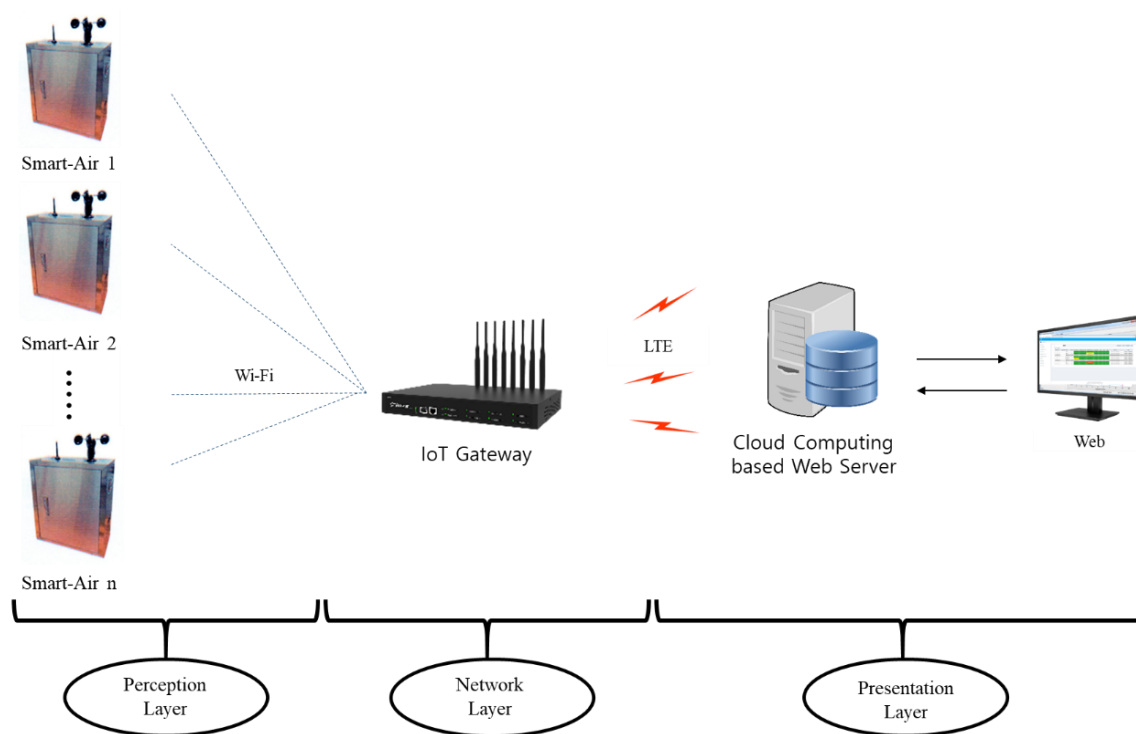 Smart-Air 1
Smart-Air 2
Smart-Air n
Wi-Fi
IoT Gateway
LTE
Cloud Computing
based Web Server
Web
Perception
Layer
Network
Layer
Presentation
Layer